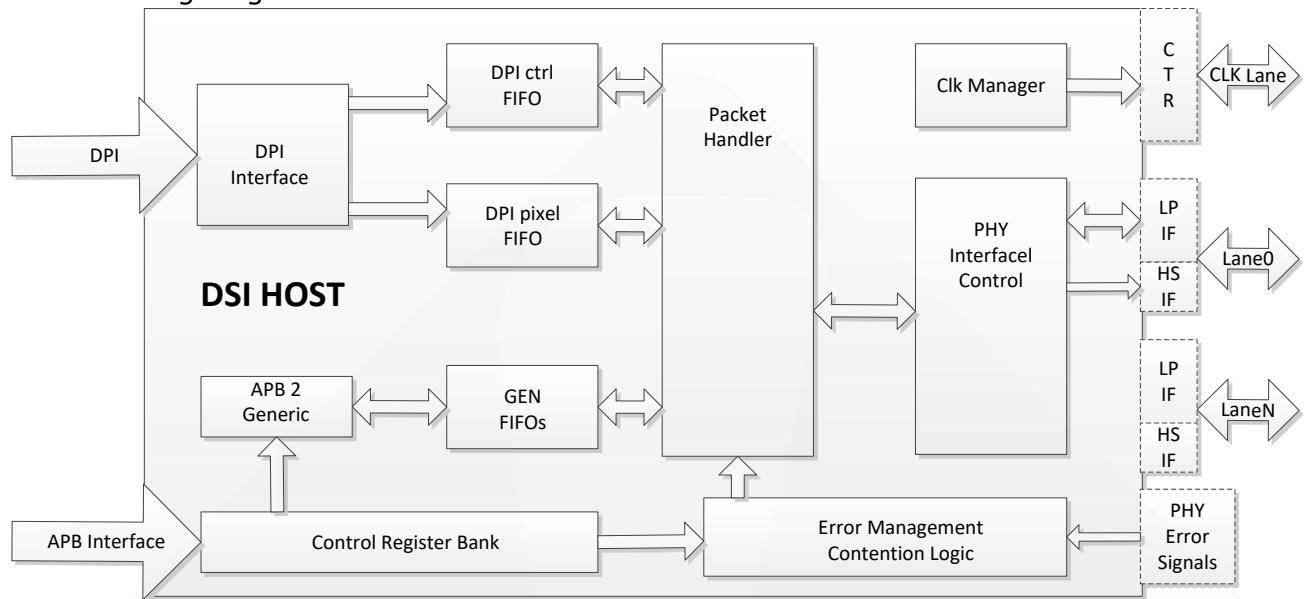 DPI
DPI
Interface
DPI ctrl
FIFO
DPI pixel
FIFO
Packet
Handler
Clk Manager
C
T
R
CLK Lane
PHY
Interfacel
Control
LP
IF
HS
IF
Lane0
DSI HOST
APB 2
Generic
GEN
FIFOs
LP
IF
HS
IF
LaneN
APB Interface
Control Register Bank
Error Management
Contention Logic
PHY
Error
Signals